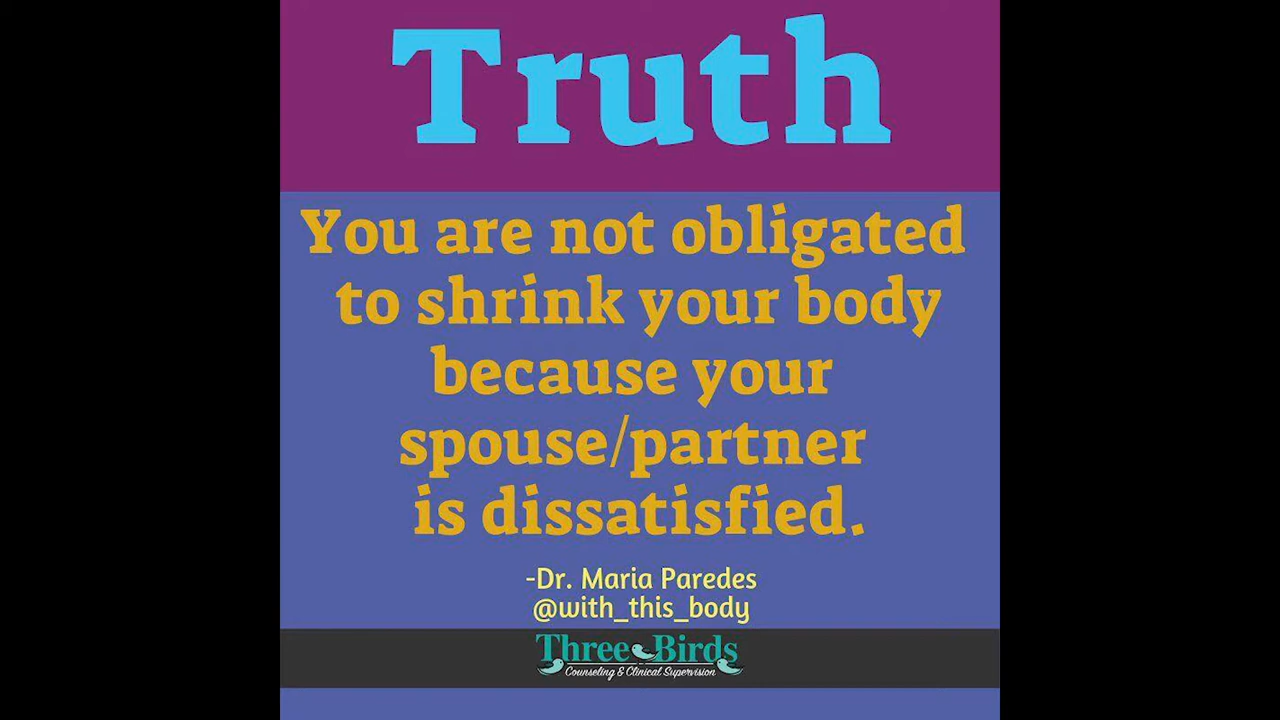 Truth
You are not obligated
to shrink your body
because your
spouse/partner
is dissatisfied.
-Dr. Maria Paredes
@with_this_body
Three Birds
Counseling & Clinical Supervision